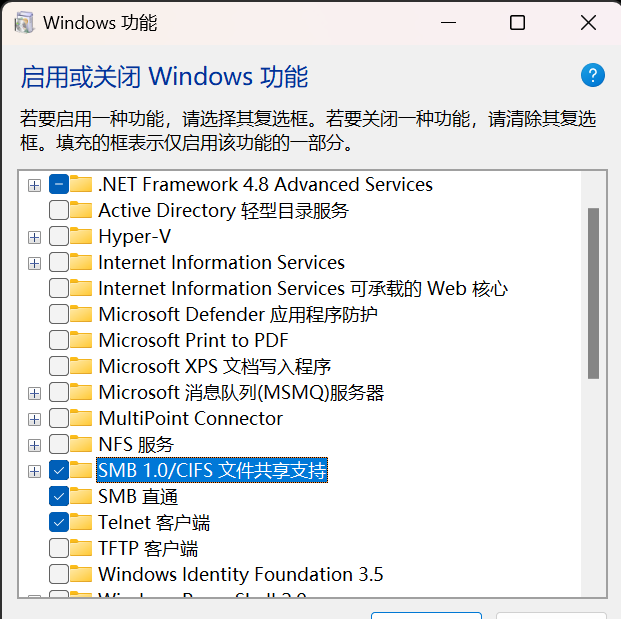 Windows 功能
启用或关闭 Windows 功能
若要启用一种功能，请选择其复选框。若要关闭一种功能，请清除其复选
框。填充的框表示仅启用该功能的一部分。
.NET Framework 4.8 Advanced Services
Active Directory 轻型目录服务
Hyper-V
Internet Information Services
Internet Information Services 可承载的 Web 核心
Microsoft Defender 应用程序防护
Microsoft Print to PDF
Microsoft XPS 文档写入程序
Microsoft 消息队列(MSMQ)服务器
MultiPoint Connector
NFS 服务
SMB 1.0/CIFS 文件共享支持
SMB 直通
Telnet 客户端
TFTP 客户端
Windows Identity Foundation 3.5